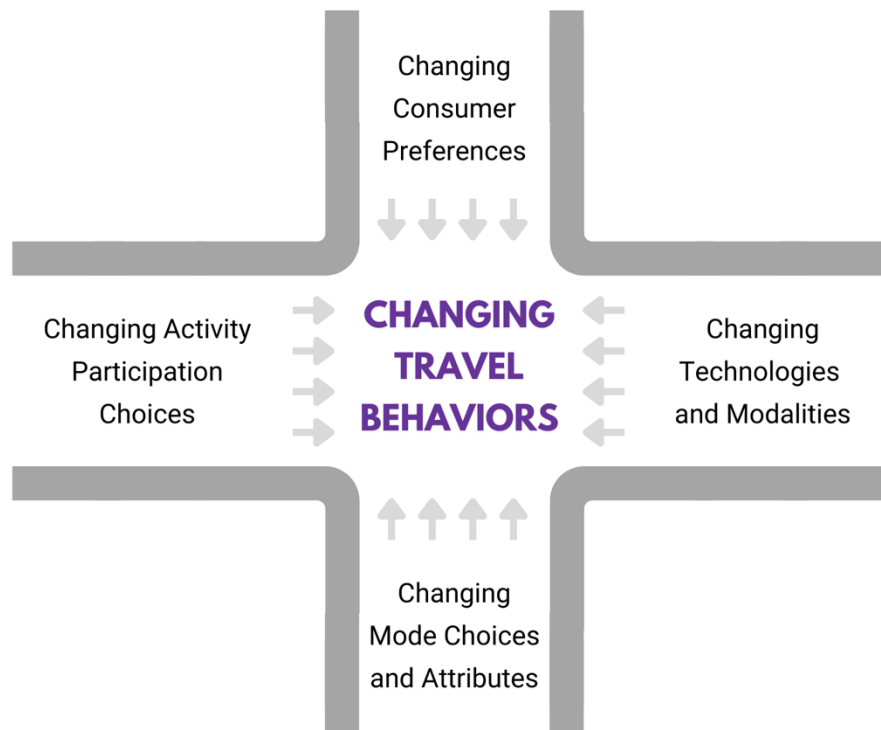 Changing
Consumer
Preferences
Changing Activity
Participation
Choices
CHANGING
TRAVEL
BEHAVIORS
Changing
Technologies
and Modalities
Changing
Mode Choices
and Attributes